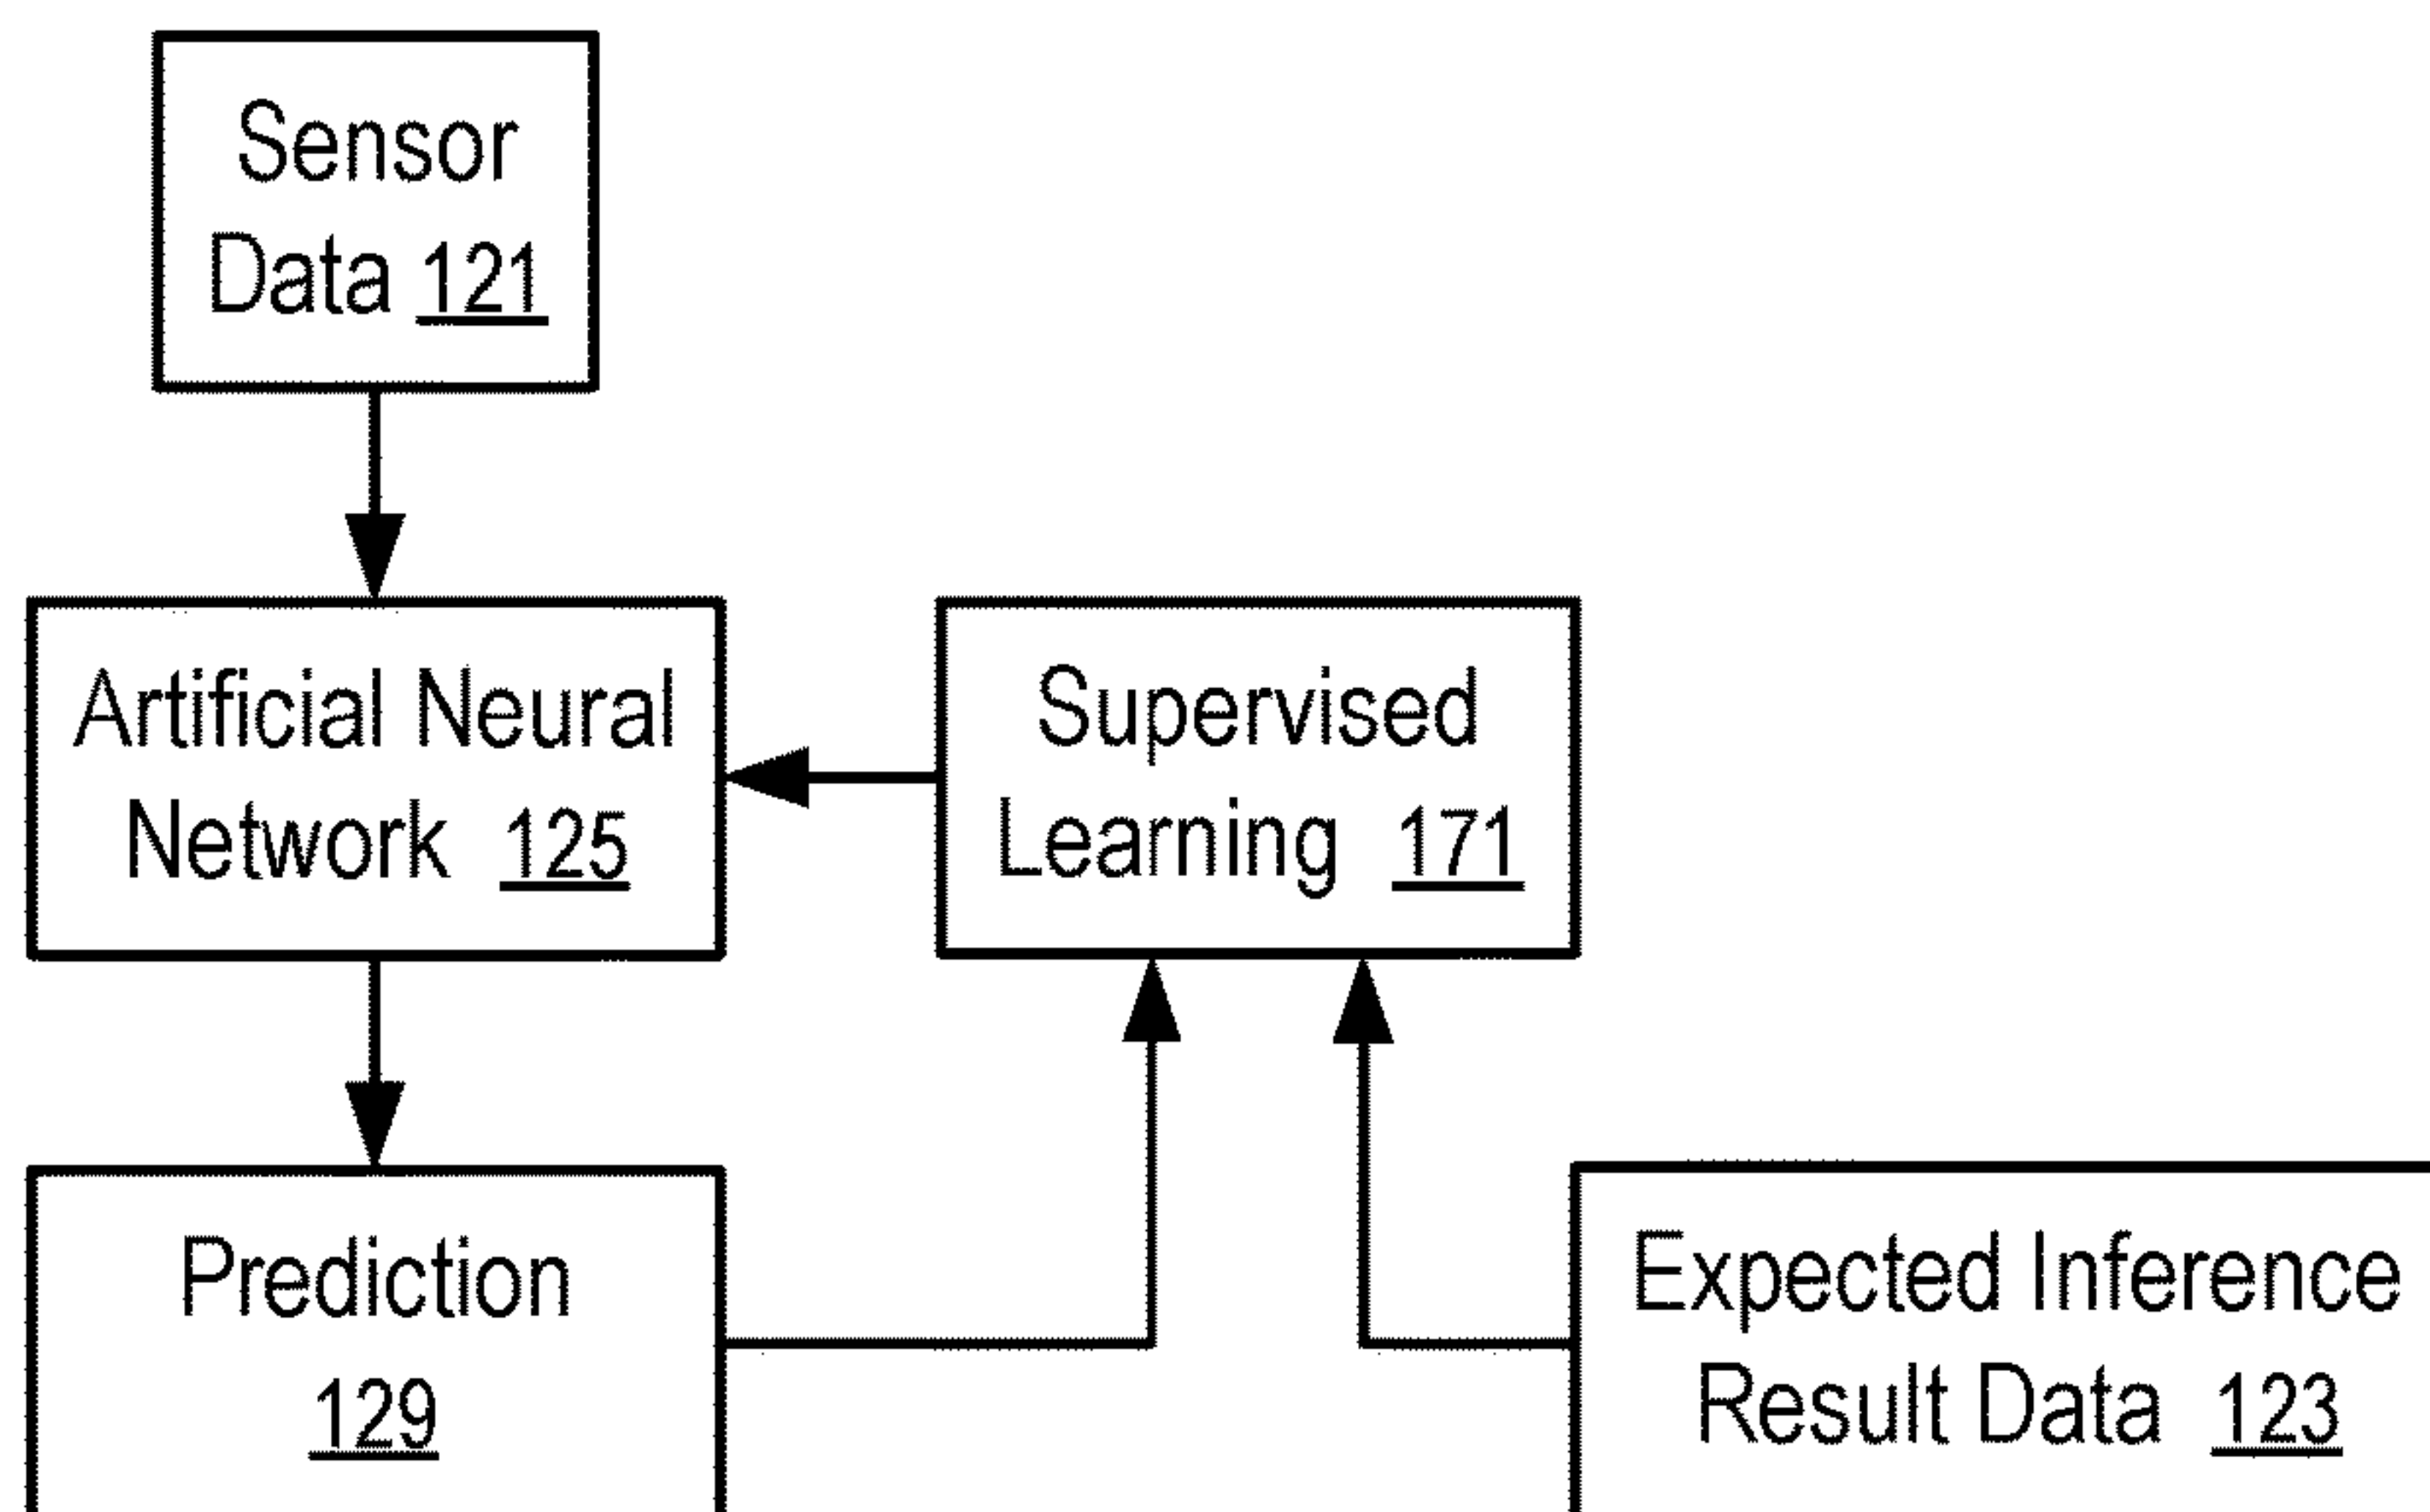 Sensor
Data 121
Artificial Neural
Network 125
Supervised
Learning 171
Prediction
129
Expected Inference
Result Data 123